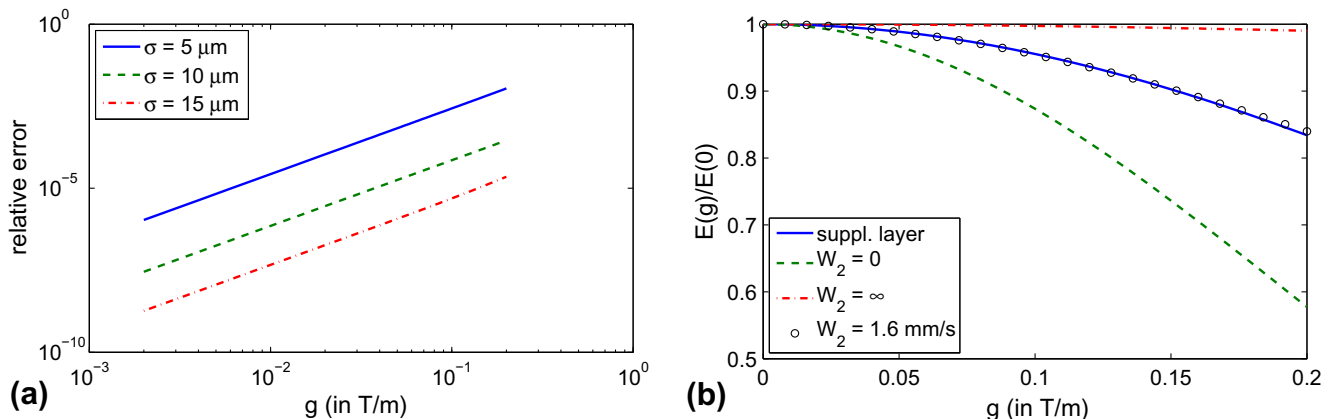 10^0
10^−5
10^−10
10^−3
10^−2
10^−1
10^0
relative error
g (in T/m)
σ = 5 μm
σ = 10 μm
σ = 15 μm
(a)
1
0.9
0.8
0.7
0.6
0.5
0
0.05
0.1
0.15
0.2
E(g)/E(0)
g (in T/m)
suppl. layer
W_2 = 0
W_2 = ∞
W_2 = 1.6 mm/s
(b)